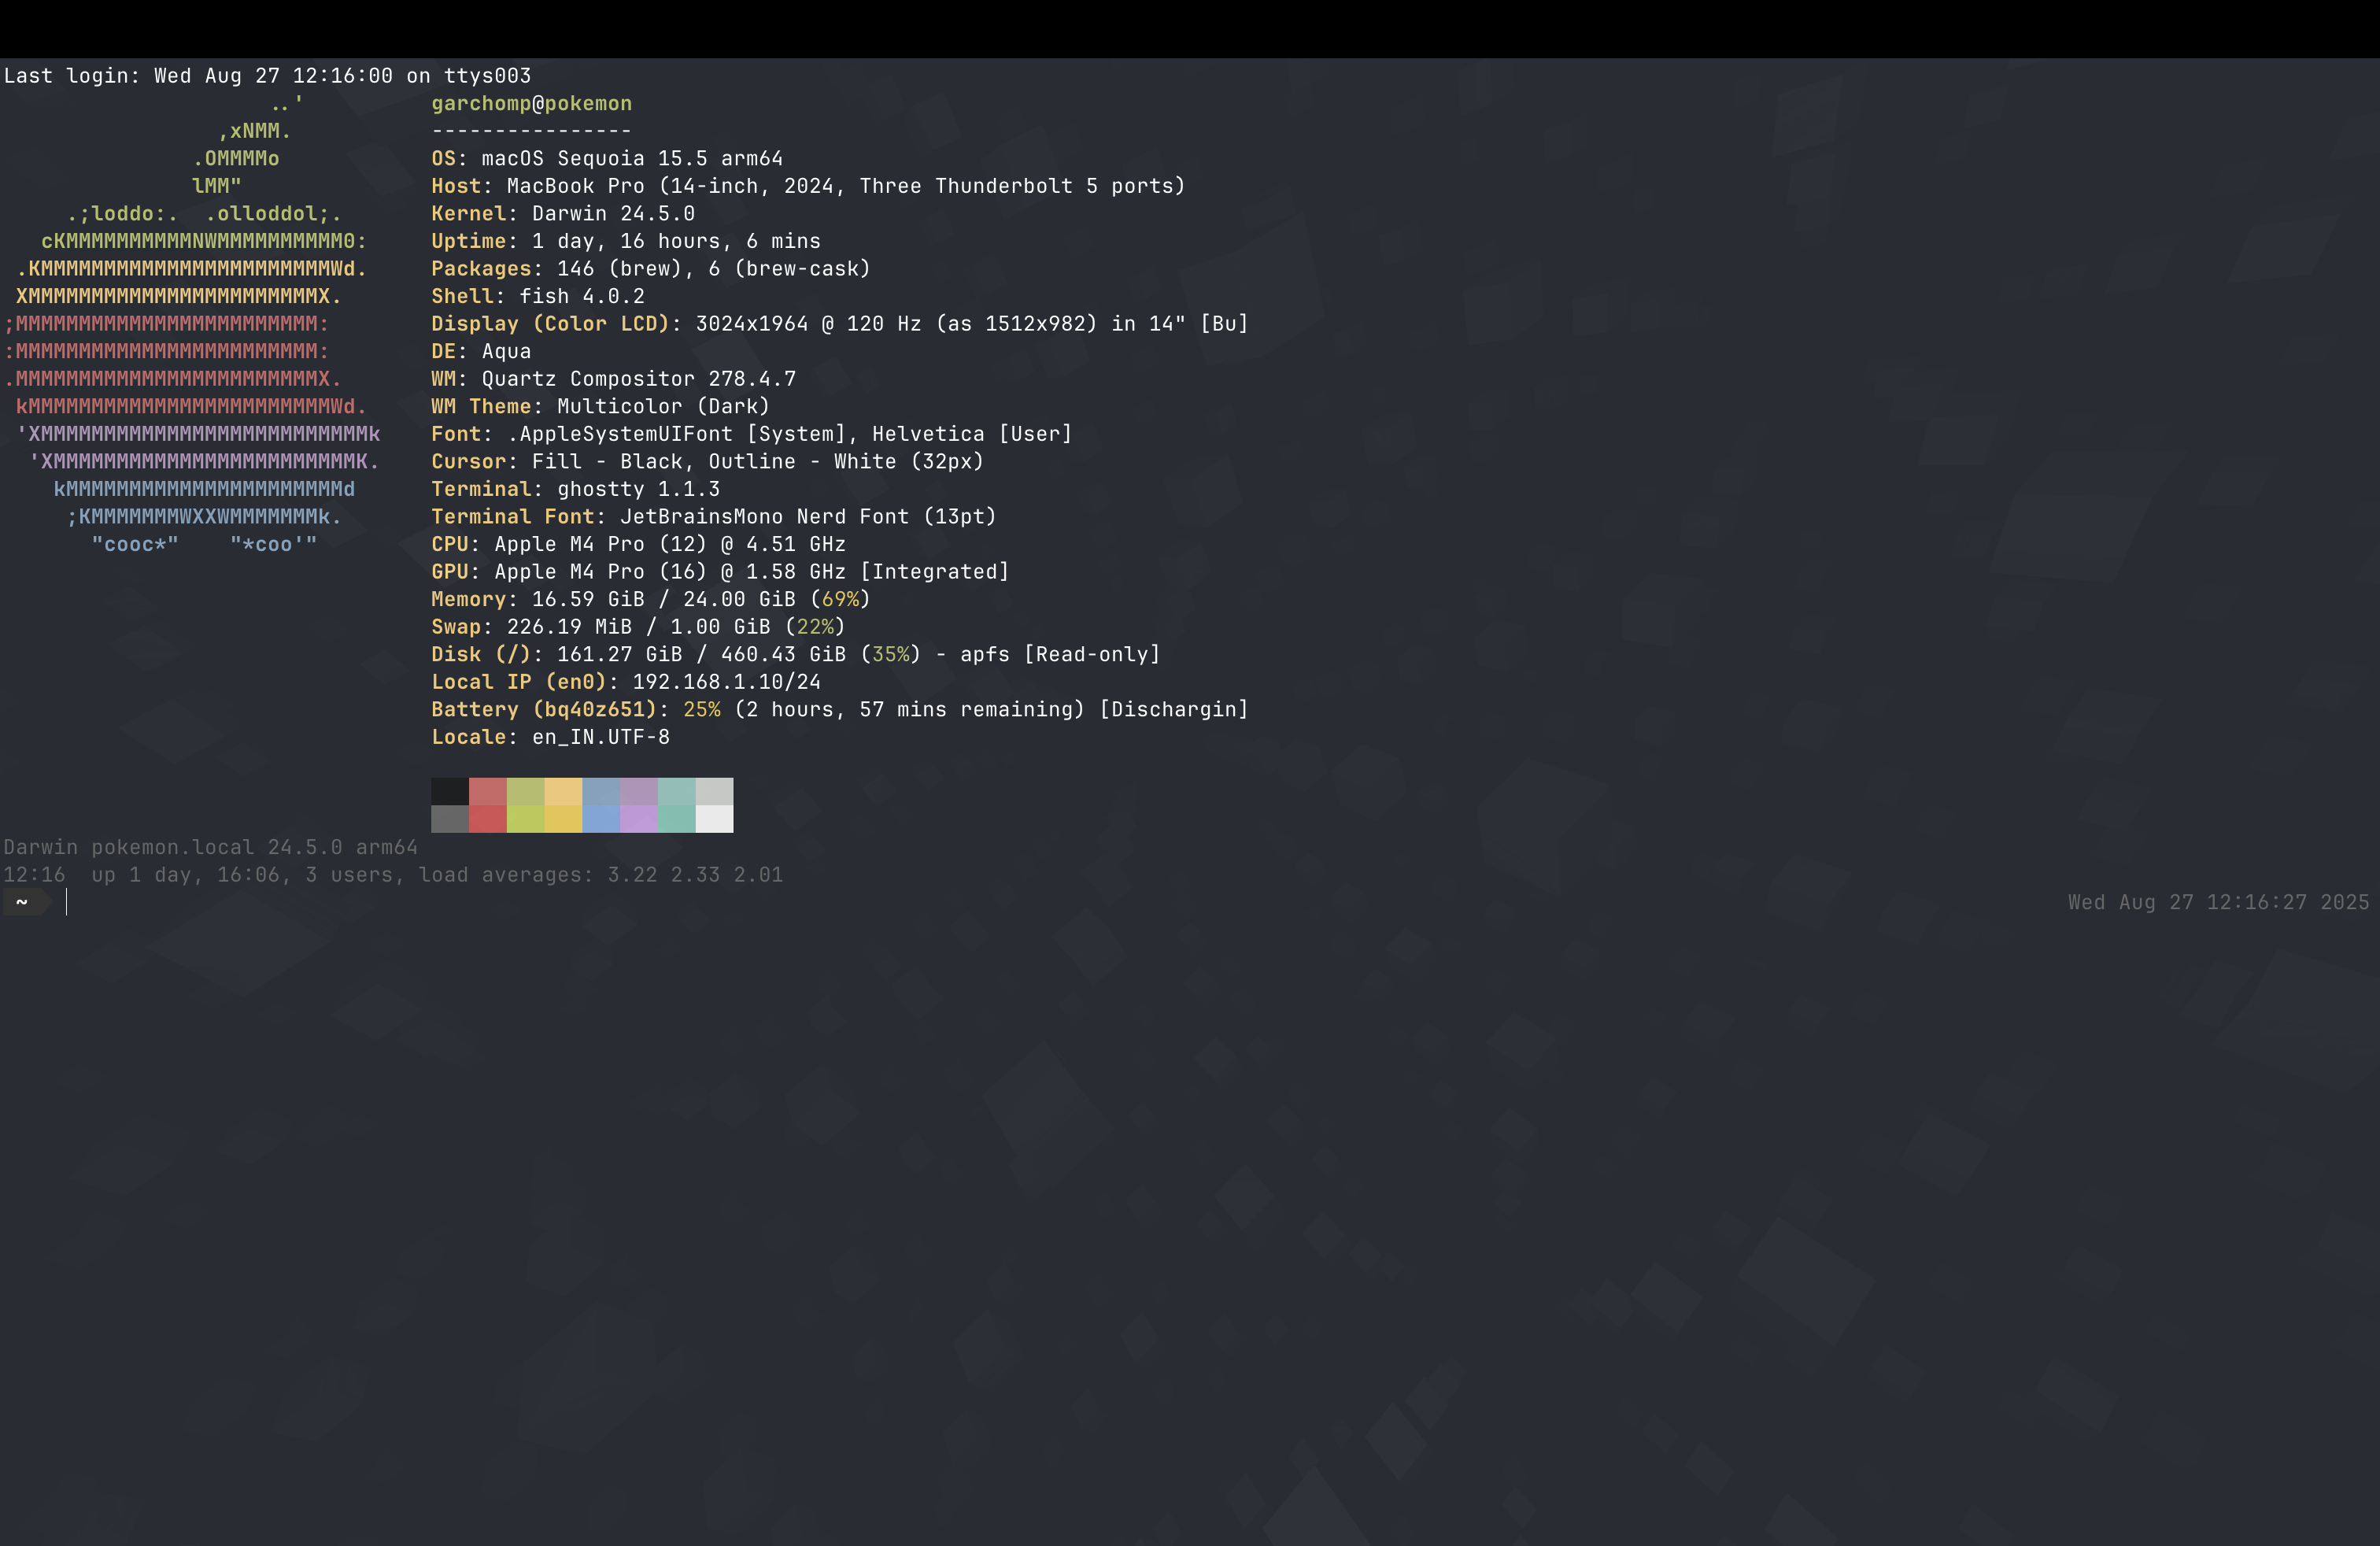 Last login: Wed Aug 27 12:16:00 on ttys003
                     ..'          garchomp@pokemon
                 ,xNMM.           ----------------
               .OMMMMo            OS: macOS Sequoia 15.5 arm64
               lMM"               Host: MacBook Pro (14-inch, 2024, Three Thunderbolt 5 ports)
     .;loddo:.  .olloddol;.       Kernel: Darwin 24.5.0
   cKMMMMMMMMMMNWMMMMMMMMMM0:     Uptime: 1 day, 16 hours, 6 mins
 .KMMMMMMMMMMMMMMMMMMMMMMMWd.     Packages: 146 (brew), 6 (brew-cask)
 XMMMMMMMMMMMMMMMMMMMMMMMX.       Shell: fish 4.0.2
;MMMMMMMMMMMMMMMMMMMMMMMM:        Display (Color LCD): 3024x1964 @ 120 Hz (as 1512x982) in 14" [Bu]
:MMMMMMMMMMMMMMMMMMMMMMMM:        DE: Aqua
.MMMMMMMMMMMMMMMMMMMMMMMMX.       WM: Quartz Compositor 278.4.7
 kMMMMMMMMMMMMMMMMMMMMMMMMWd.     WM Theme: Multicolor (Dark)
 'XMMMMMMMMMMMMMMMMMMMMMMMMMMk    Font: .AppleSystemUIFont [System], Helvetica [User]
  'XMMMMMMMMMMMMMMMMMMMMMMMMK.    Cursor: Fill - Black, Outline - White (32px)
    kMMMMMMMMMMMMMMMMMMMMMMd      Terminal: ghostty 1.1.3
     ;KMMMMMMMWXXWMMMMMMMk.       Terminal Font: JetBrainsMono Nerd Font (13pt)
       "cooc*"    "*coo'"         CPU: Apple M4 Pro (12) @ 4.51 GHz
                                  GPU: Apple M4 Pro (16) @ 1.58 GHz [Integrated]
                                  Memory: 16.59 GiB / 24.00 GiB (69%)
                                  Swap: 226.19 MiB / 1.00 GiB (22%)
                                  Disk (/): 161.27 GiB / 460.43 GiB (35%) - apfs [Read-only]
                                  Local IP (en0): 192.168.1.10/24
                                  Battery (bq40z651): 25% (2 hours, 57 mins remaining) [Dischargin]
                                  Locale: en_IN.UTF-8
Darwin pokemon.local 24.5.0 arm64
12:16  up 1 day, 16:06, 3 users, load averages: 3.22 2.33 2.01
~ Wed Aug 27 12:16:27 2025